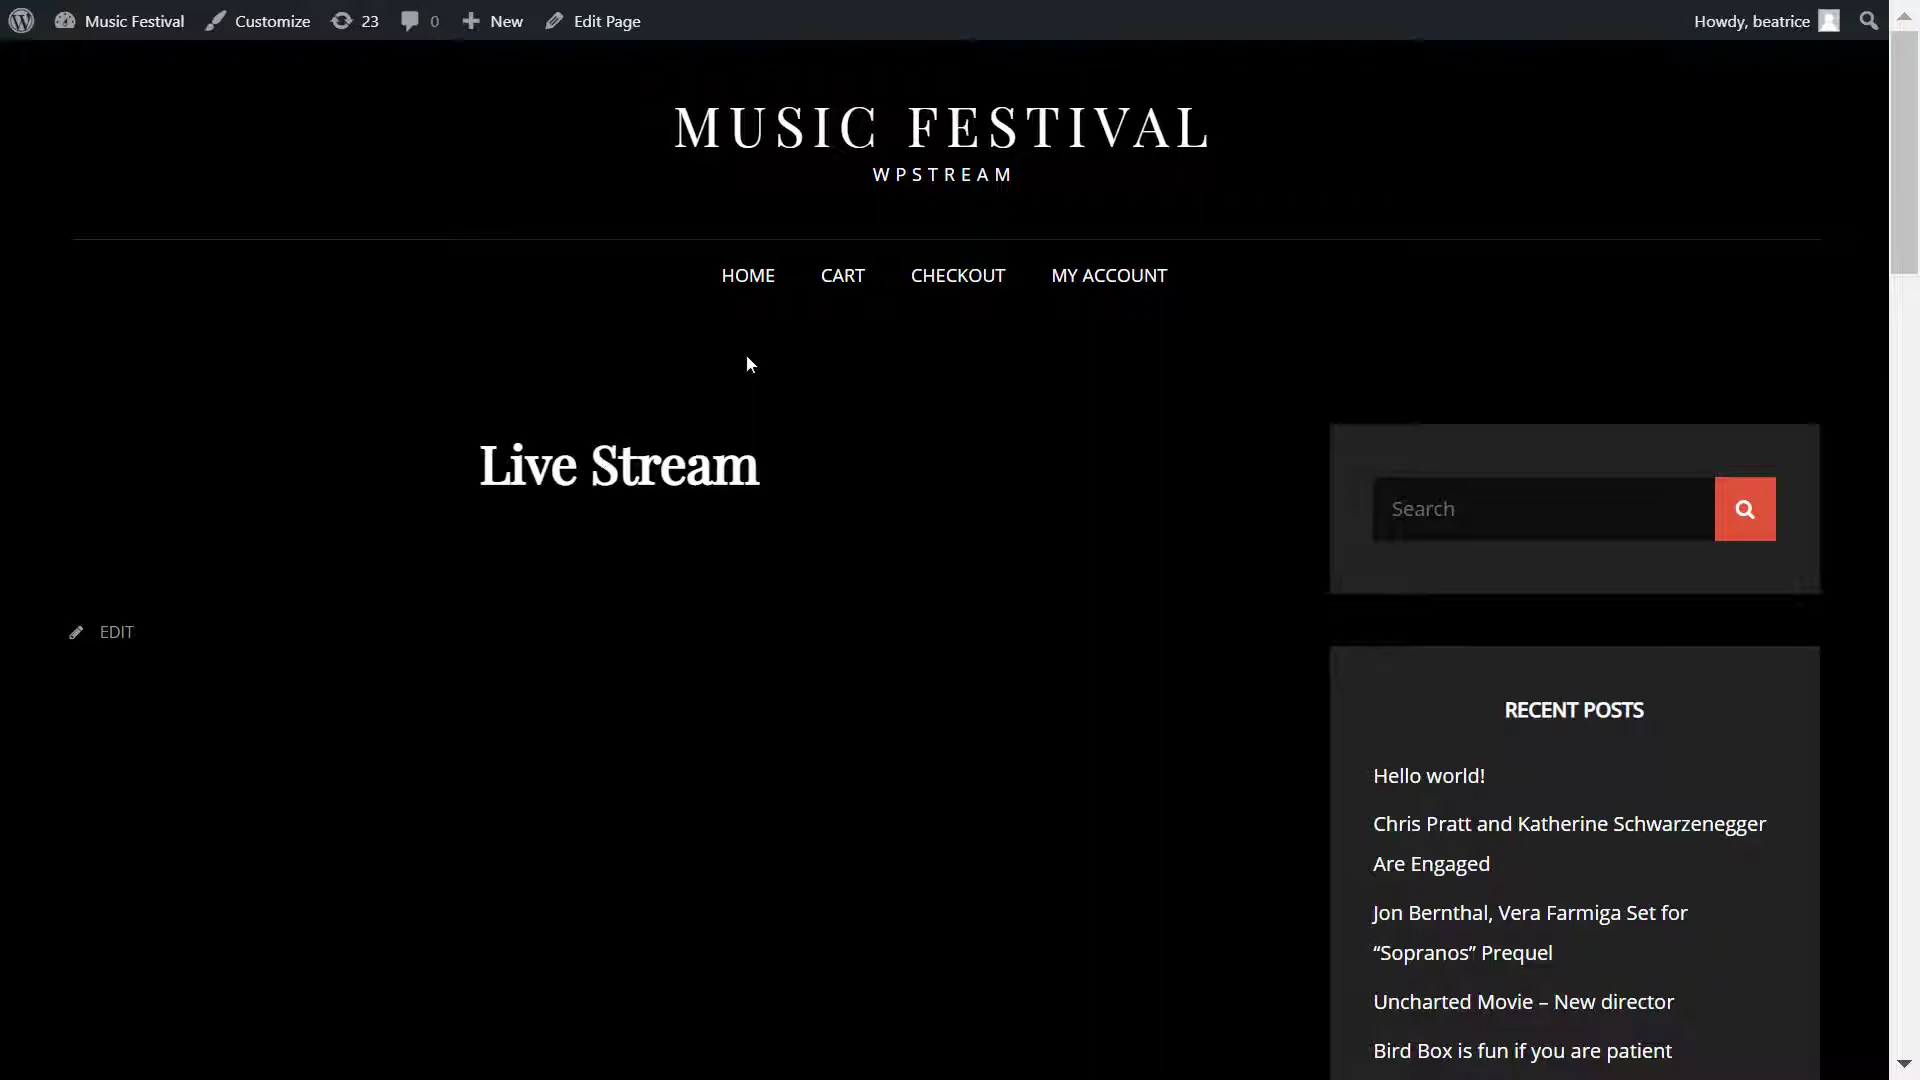 Music Festival Customize 23 0 New Edit Page Howdy, beatrice
MUSIC FESTIVAL
WPSTREAM
HOME CART CHECKOUT MY ACCOUNT
Live Stream
Search
EDIT
RECENT POSTS
Hello world!
Chris Pratt and Katherine Schwarzenegger
Are Engaged
Jon Bernthal, Vera Farmiga Set for
“Sopranos” Prequel
Uncharted Movie – New director
Bird Box is fun if you are patient